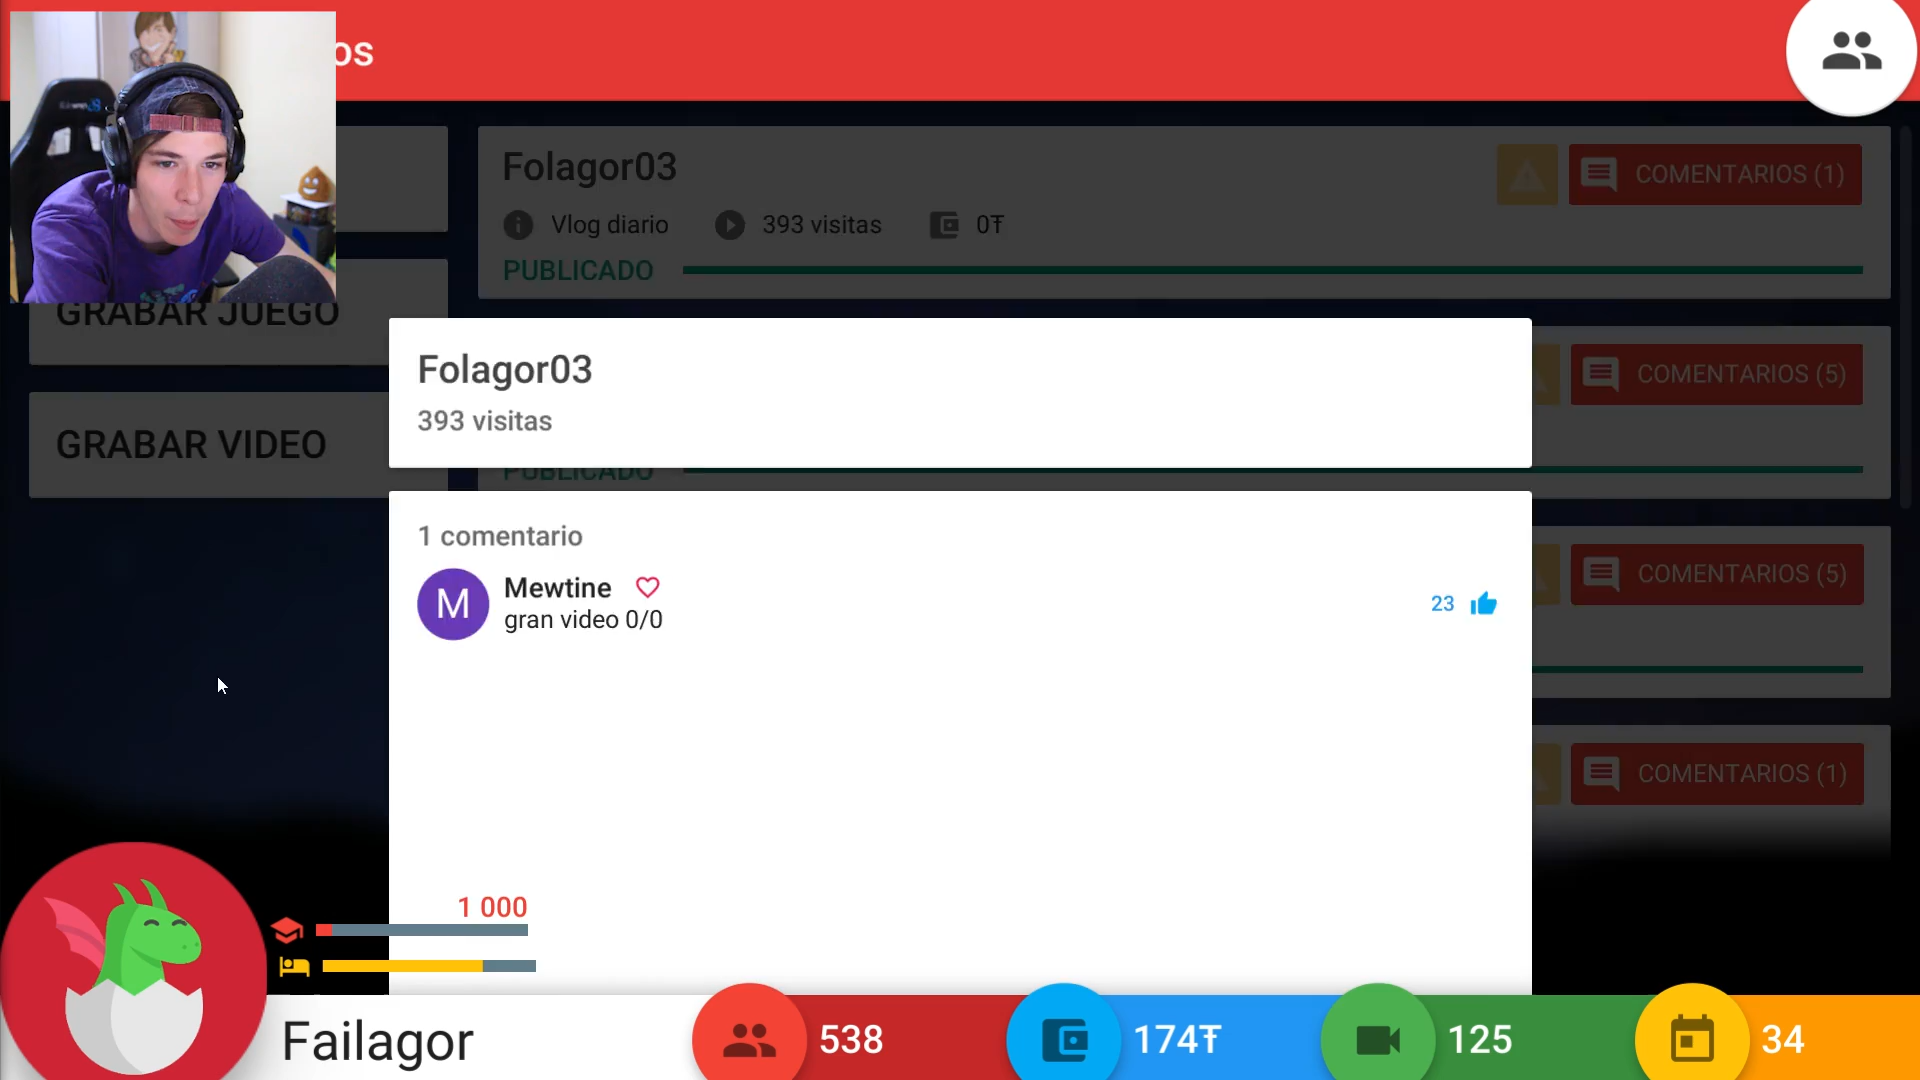 OS
Folagor03
COMENTARIOS (1)
Vlog diario
393 visitas
0Ŧ
PUBLICADO
GRABAR JUEGO
Folagor03
393 visitas
COMENTARIOS (5)
GRABAR VIDEO
PUBLICADO
1 comentario
Mewtine
gran video 0/0
23
COMENTARIOS (5)
COMENTARIOS (1)
1 000
Failagor
538
174Ŧ
125
34